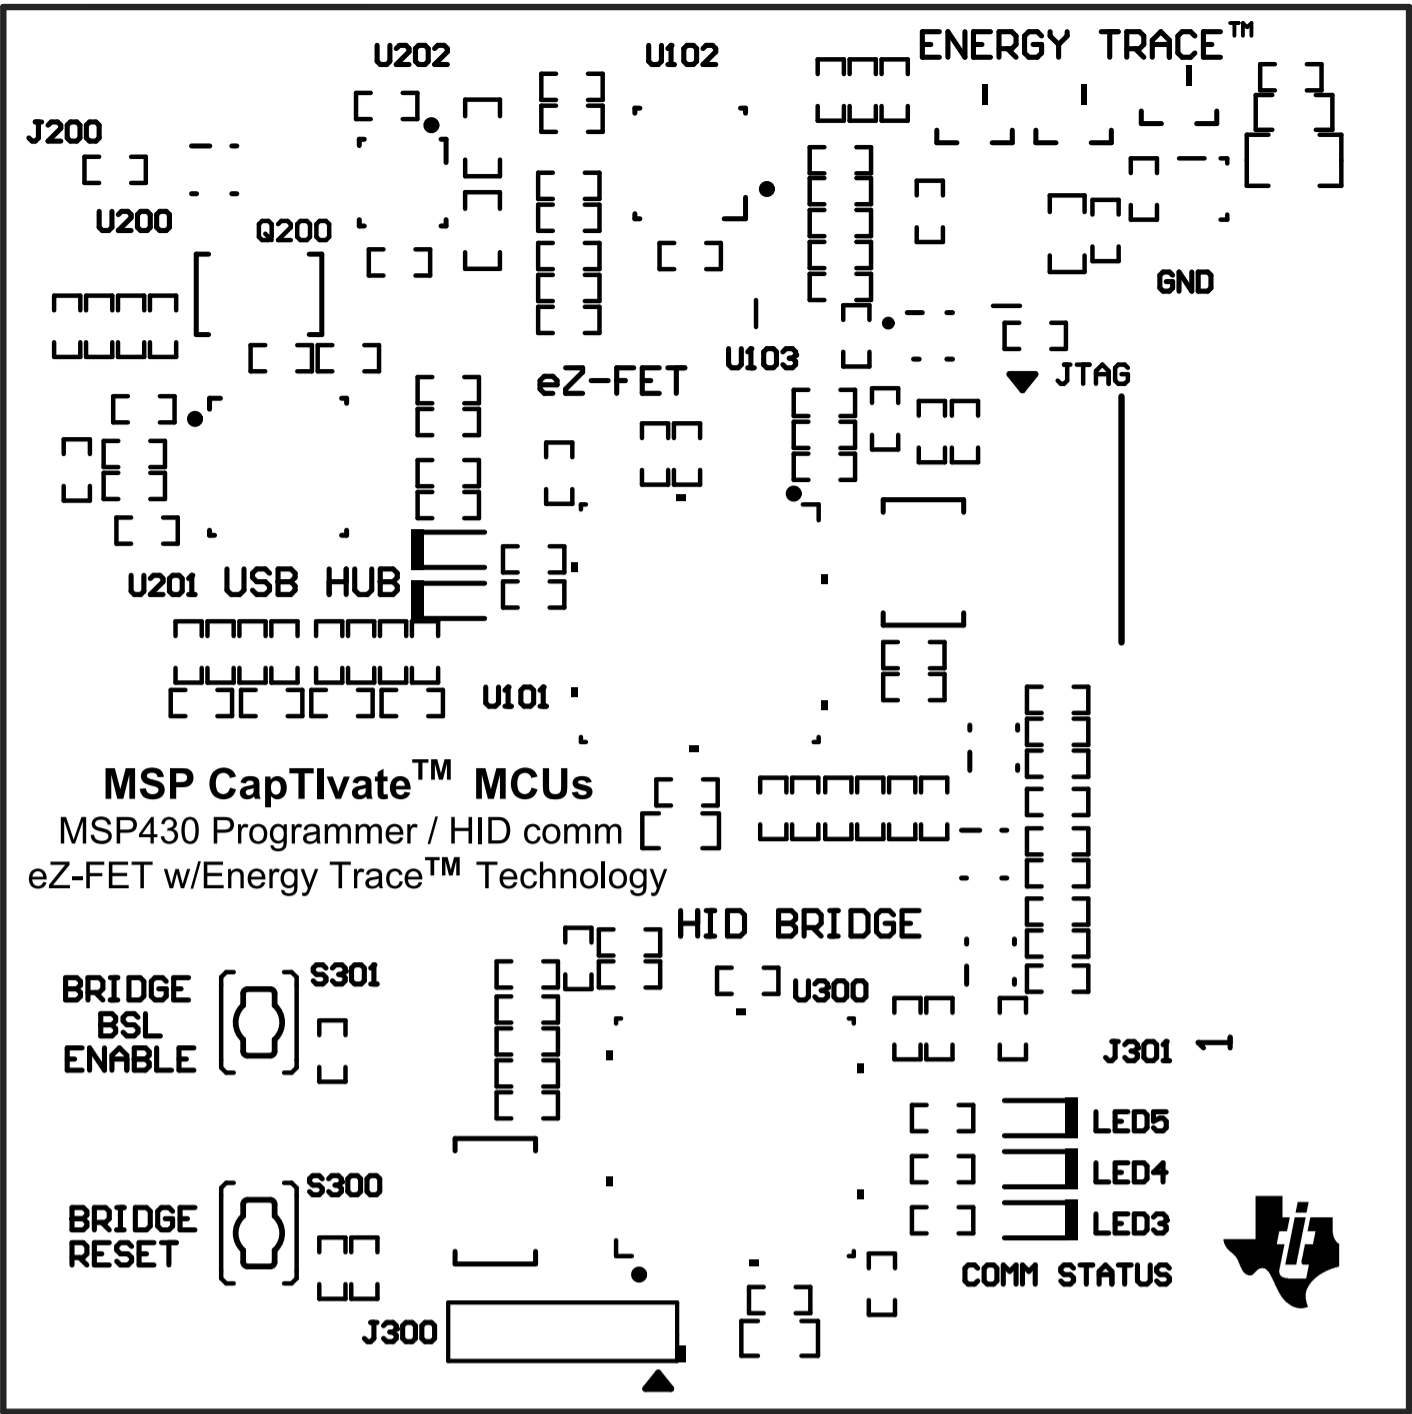 ENERGY TRACE™
U202
U102
J200
U200
Q200
GND
U103
eZ-FET
JTAG
U201 USB HUB
U101
MSP CapTIvate™ MCUs
MSP430 Programmer / HID comm
eZ-FET w/Energy Trace™ Technology
HID BRIDGE
S301
BRIDGE
BSL
ENABLE
U300
J301 1
LED5
LED4
S300
BRIDGE
RESET
LED3
COMM STATUS
J300